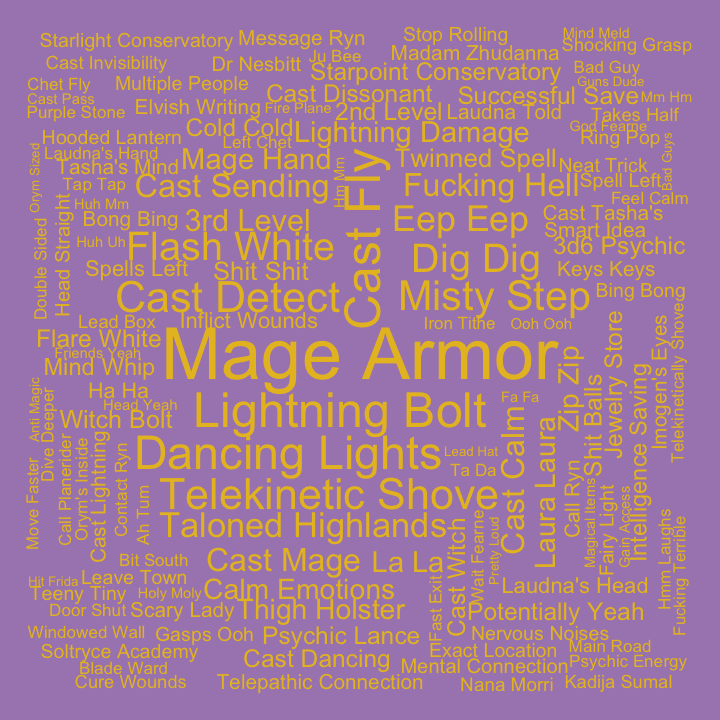 Starlight Conservatory
Message Ryn
Stop Rolling
Mind Meld
Shocking Grasp
Cast Invisibility
Dr Nesbitt
Ju Bee
Madam Zhudanna
Bad Guy
Chet Fly
Multiple People
Starpoint Conservatory
Guns Dude
Cast Pass
Cast Dissonant
Successful Save
Mm Hm
Purple Stone
Elvish Writing
Fire Plane
2nd Level
Laudna Told
Takes Half
Hooded Lantern
Cold Cold
Lightning Damage
God Fearne
Ring Pop
Left Chet
Laudna's Hand
Tasha's Mind
Mage Hand
Hm Mm
Twinned Spell
Neat Trick
Bad Guys
Orym Sized
Tap Tap
Cast Sending
Cast Fly
Fucking Hell
Spell Left
Huh Mm
Feel Calm
Double Sided
Head Straight
Bong Bing
3rd Level
Eep Eep
Cast Tasha's
Smart Idea
Huh Uh
Flash White
Dig Dig
3d6 Psychic
Spells Left
Shit Shit
Keys Keys
Cast Detect
Misty Step
Bing Bong
Lead Box
Inflict Wounds
Iron Tithe
Ooh Ooh
Flare White
Friends Yeah
Mage Armor
Mind Whip
Zip Zip
Jewelry Store
Imogen's Eyes
Telekinetically Shoved
Anti Magic
Ha Ha
Head Yeah
Lightning Bolt
Fa Fa
Witch Bolt
Dive Deeper
Dancing Lights
Lead Hat
Cast Calm
Laura Laura
Shit Balls
Intelligence Saving
Ta Da
Move Faster
Call Planerider
Orym's Inside
Cast Lightning
Contact Ryn
Ah Tum
Telekinetic Shove
Call Ryn
Magical Items
Fairy Light
Gain Access
Taloned Highlands
Cast Witch
Wait Fearne
Pretty Loud
Hmm Laughs
Fucking Terrible
Bit South
Cast Mage
La La
Hit Frida
Leave Town
Teeny Tiny
Holy Moly
Calm Emotions
Fast Exit
Laudna's Head
Door Shut
Scary Lady
Thigh Holster
Potentially Yeah
Windowed Wall
Gasps Ooh
Psychic Lance
Ell
Nervous Noises
Soltryce Academy
Exact Location
Main Road
Blade Ward
Cast Dancing
Mental Connection
Psychic Energy
Cure Wounds
Telepathic Connection
Nana Morri
Kadija Sumal